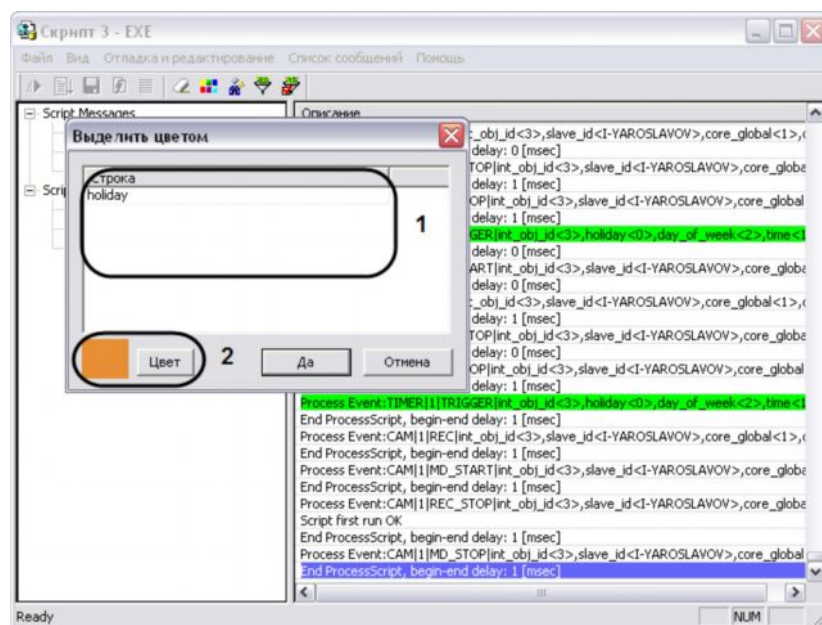 Скрипт 3 - EXE
Файл Вид Отладка и редактирование Список сообщений Помощь
Script Messages
Описание
Выделить цветом
Строка
holiday
1
Цвет
2
Да
Отмена
_obj_id<3>,slave_id<I-YAROSLAVOV>,core_global<1>,
delay: 0 [msec]
TOP|int_obj_id<3>,slave_id<I-YAROSLAVOV>,core_globa
delay: 1 [msec]
OP|int_obj_id<3>,slave_id<I-YAROSLAVOV>,core_global
delay: 1 [msec]
GER|int_obj_id<3>,holiday<0>,day_of_week<2>,time<1
delay: 0 [msec]
ART|int_obj_id<3>,slave_id<I-YAROSLAVOV>,core_globa
delay: 0 [msec]
_obj_id<3>,slave_id<I-YAROSLAVOV>,core_global<1>,
delay: 1 [msec]
TOP|int_obj_id<3>,slave_id<I-YAROSLAVOV>,core_globa
delay: 0 [msec]
OP|int_obj_id<3>,slave_id<I-YAROSLAVOV>,core_global
delay: 1 [msec]
Process Event:TIMER|1|TRIGGER|int_obj_id<3>,holiday<0>,day_of_week<2>,time<1
End ProcessScript, begin-end delay: 1 [msec]
Process Event:CAM|1|REC|int_obj_id<3>,slave_id<I-YAROSLAVOV>,core_global<1>,
End ProcessScript, begin-end delay: 1 [msec]
Process Event:CAM|1|MD_START|int_obj_id<3>,slave_id<I-YAROSLAVOV>,core_globa
End ProcessScript, begin-end delay: 1 [msec]
Process Event:CAM|1|REC_STOP|int_obj_id<3>,slave_id<I-YAROSLAVOV>,core_globa
Script first run OK
End ProcessScript, begin-end delay: 1 [msec]
Process Event:CAM|1|MD_STOP|int_obj_id<3>,slave_id<I-YAROSLAVOV>,core_global
End ProcessScript, begin-end delay: 1 [msec]
Ready
NUM